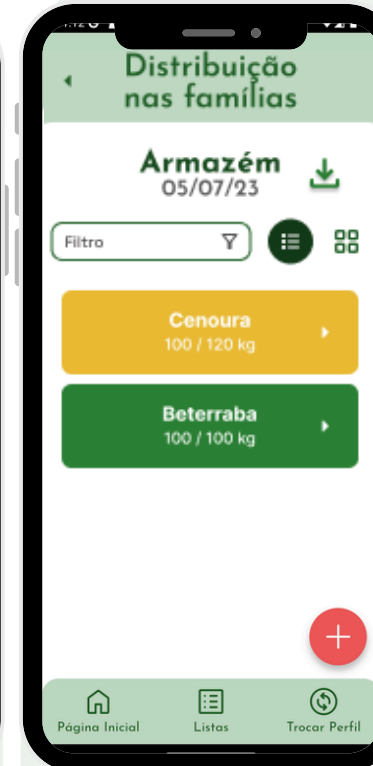 Distribuição
nas famílias
Armazém
05/07/23
Filtro
Cenoura
100 / 120 kg
Beterraba
100 / 100 kg
Página Inicial
Listas
Trocar Perfil